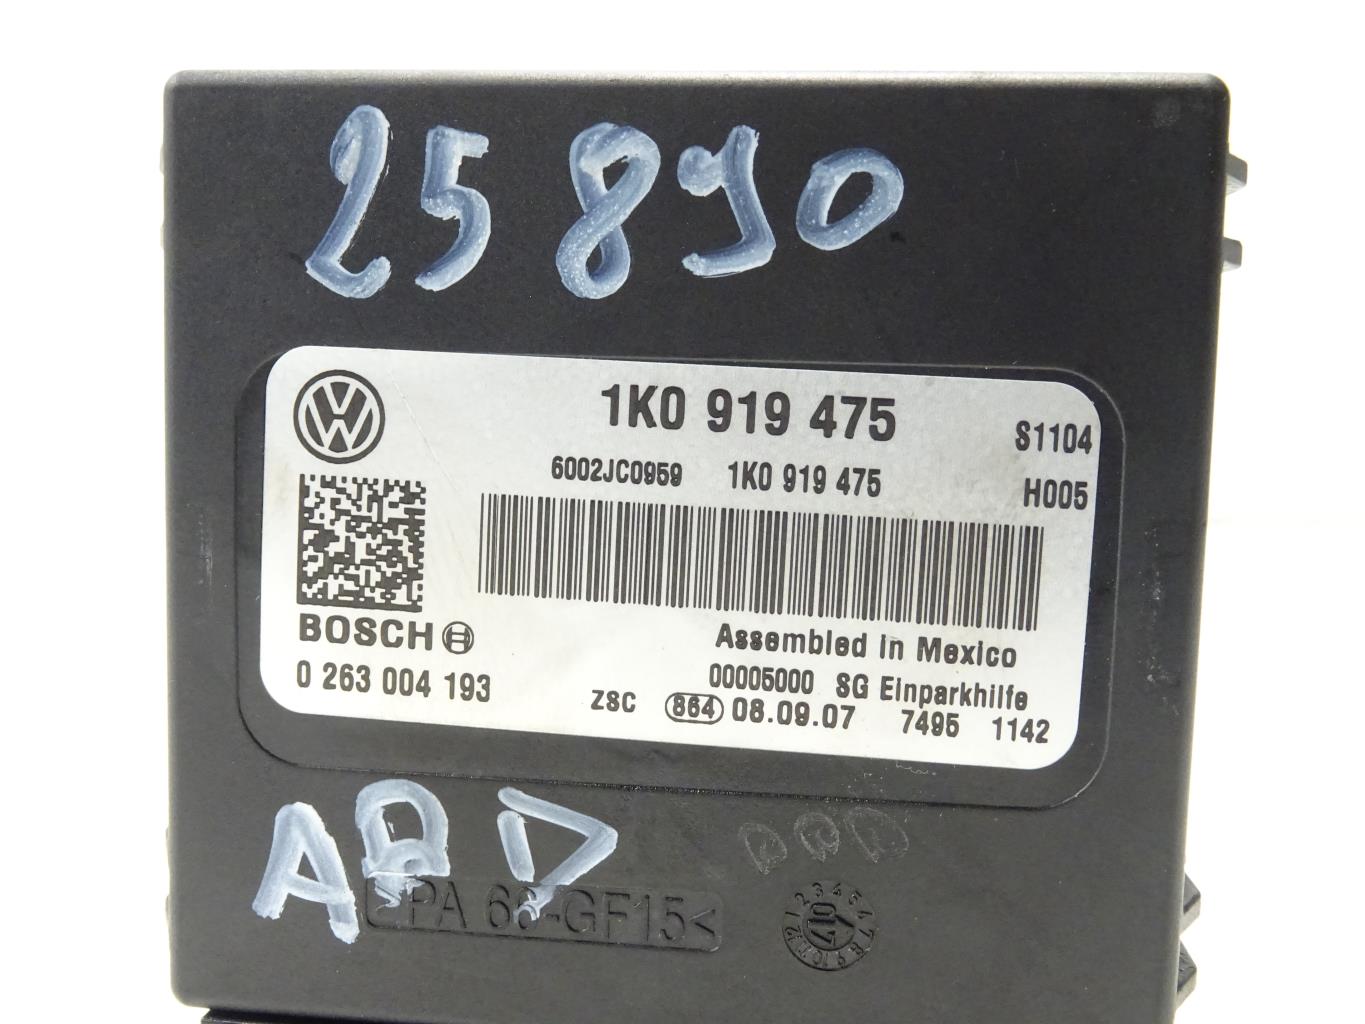 25890
1K0 919 475
S1104
6002JC0959 1K0 919 475
H005
BOSCH
Assembled in Mexico
0 263 004 193
00005000 SG Einparkhilfe
ZSC 864 08.09.07 7495 1142
ABD
>PA 66-GF15<